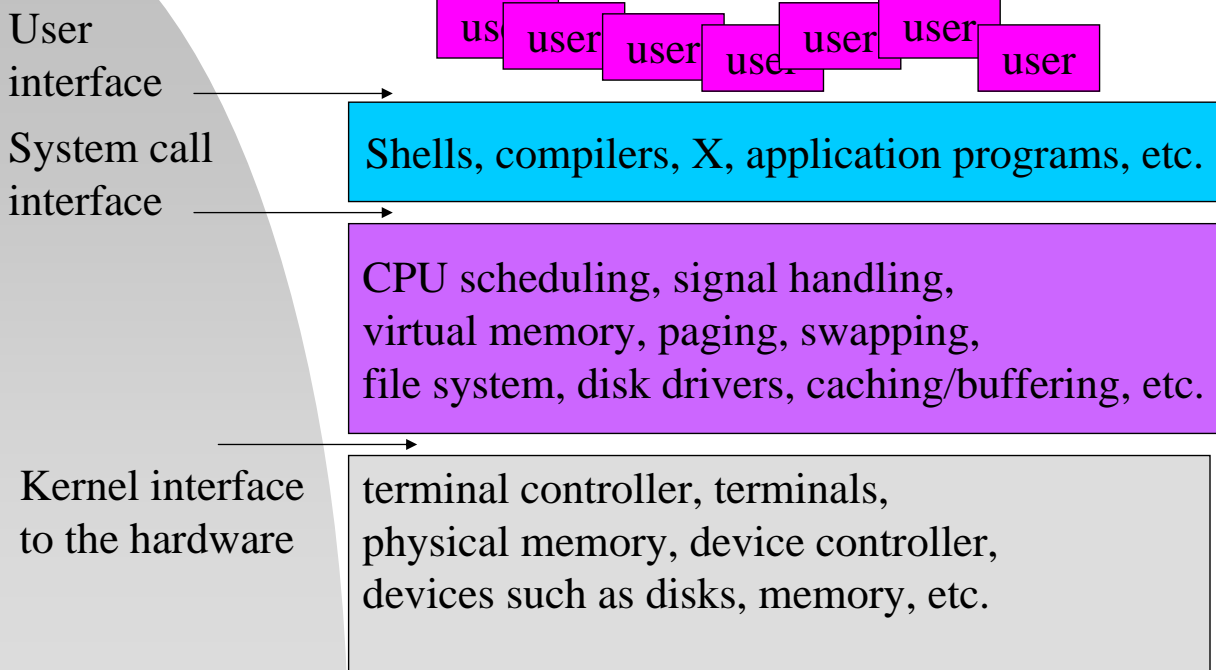 User
interface
System call
interface
Kernel interface
to the hardware
user
user
user
user
user
Shells, compilers, X, application programs, etc.
CPU scheduling, signal handling,
virtual memory, paging, swapping,
file system, disk drivers, caching/buffering, etc.
terminal controller, terminals,
physical memory, device controller,
devices such as disks, memory, etc.